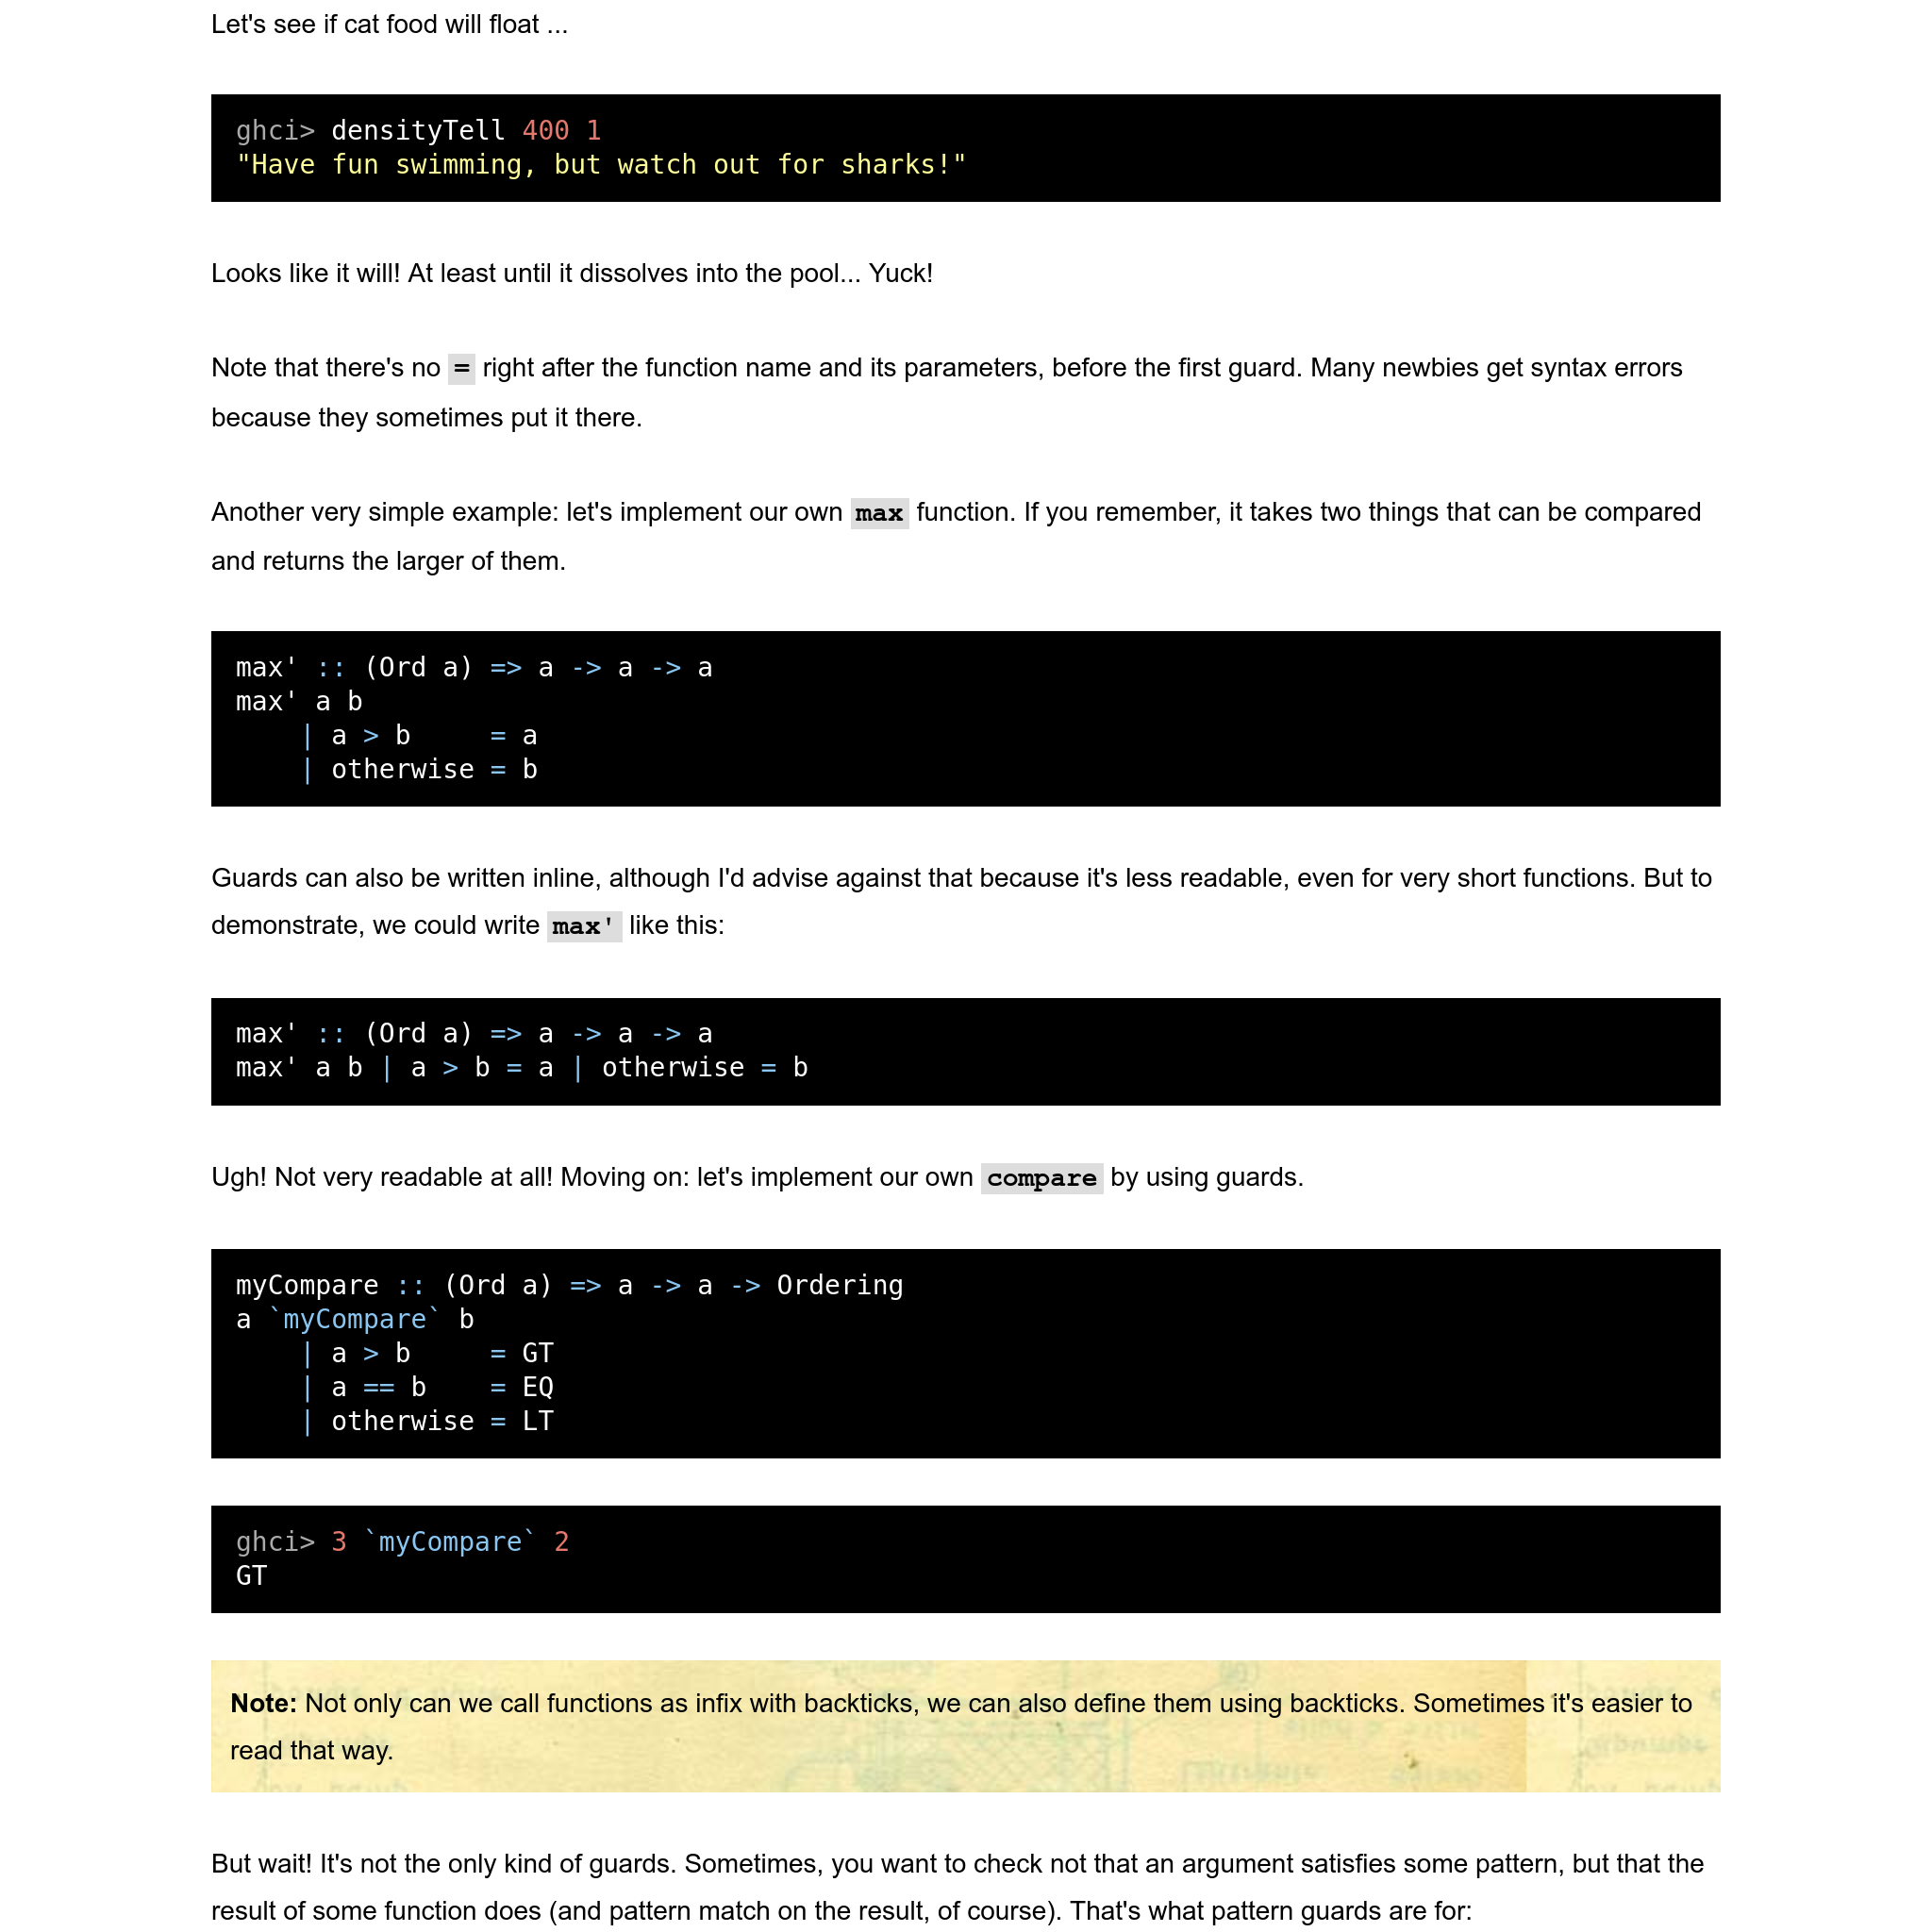 Let's see if cat food will float ...
ghci> densityTell 400 1
"Have fun swimming, but watch out for sharks!"
Looks like it will! At least until it dissolves into the pool... Yuck!
Note that there's no = right after the function name and its parameters, before the first guard. Many newbies get syntax errors
because they sometimes put it there.
Another very simple example: let's implement our own max function. If you remember, it takes two things that can be compared
and returns the larger of them.
max' :: (Ord a) => a -> a -> a
max' a b
    | a > b     = a
    | otherwise = b
Guards can also be written inline, although I'd advise against that because it's less readable, even for very short functions. But to
demonstrate, we could write max' like this:
max' :: (Ord a) => a -> a -> a
max' a b | a > b = a | otherwise = b
Ugh! Not very readable at all! Moving on: let's implement our own compare by using guards.
myCompare :: (Ord a) => a -> a -> Ordering
a `myCompare` b
    | a > b     = GT
    | a == b    = EQ
    | otherwise = LT
ghci> 3 `myCompare` 2
GT
Note: Not only can we call functions as infix with backticks, we can also define them using backticks. Sometimes it's easier to
read that way.
But wait! It's not the only kind of guards. Sometimes, you want to check not that an argument satisfies some pattern, but that the
result of some function does (and pattern match on the result, of course). That's what pattern guards are for: